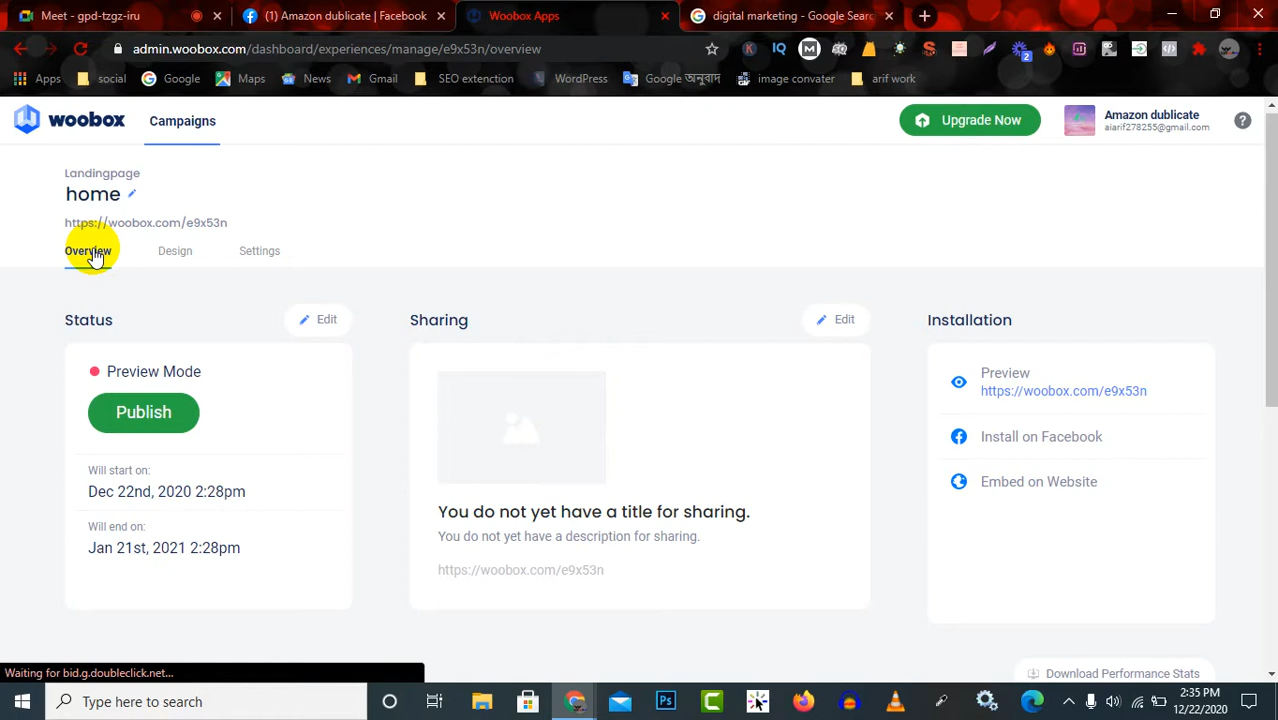 Meet - gpd-tzgz-iru
(1) Amazon dublicate | Facebook
Woobox Apps
digital marketing - Google Sear
admin.woobox.com/dashboard/experiences/manage/e9x53n/overview
Apps
social
Google
Maps
News
Gmail
SEO extenction
WordPress
Google অনুবাদ
image convater
arif work
woobox
Campaigns
Upgrade Now
Amazon dublicate
aiarif278255@gmail.com
Landingpage
home
https://woobox.com/e9x53n
Overview
Design
Settings
Status
Edit
Sharing
Edit
Installation
Preview Mode
Publish
Will start on:
Dec 22nd, 2020 2:28pm
Will end on:
Jan 21st, 2021 2:28pm
You do not yet have a title for sharing.
You do not yet have a description for sharing.
https://woobox.com/e9x53n
Preview
https://woobox.com/e9x53n
Install on Facebook
Embed on Website
Download Performance Stats
Waiting for bid.g.doubleclick.net...
Type here to search
2:35 PM
12/22/2020